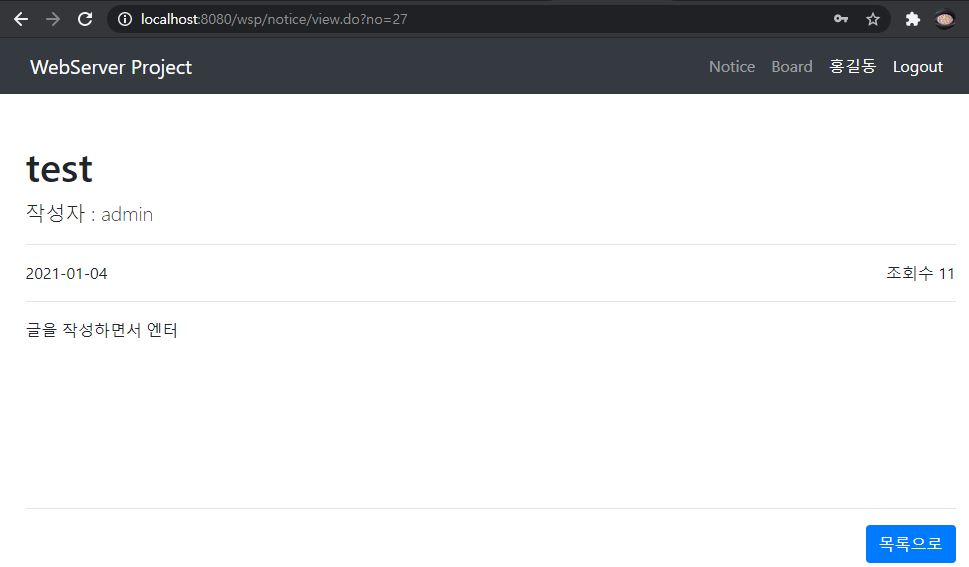 localhost:8080/wsp/notice/view.do?no=27
WebServer Project Notice Board 홍길동 Logout
test
작성자 : admin
2021-01-04 조회수 11
글을 작성하면서 엔터
목록으로